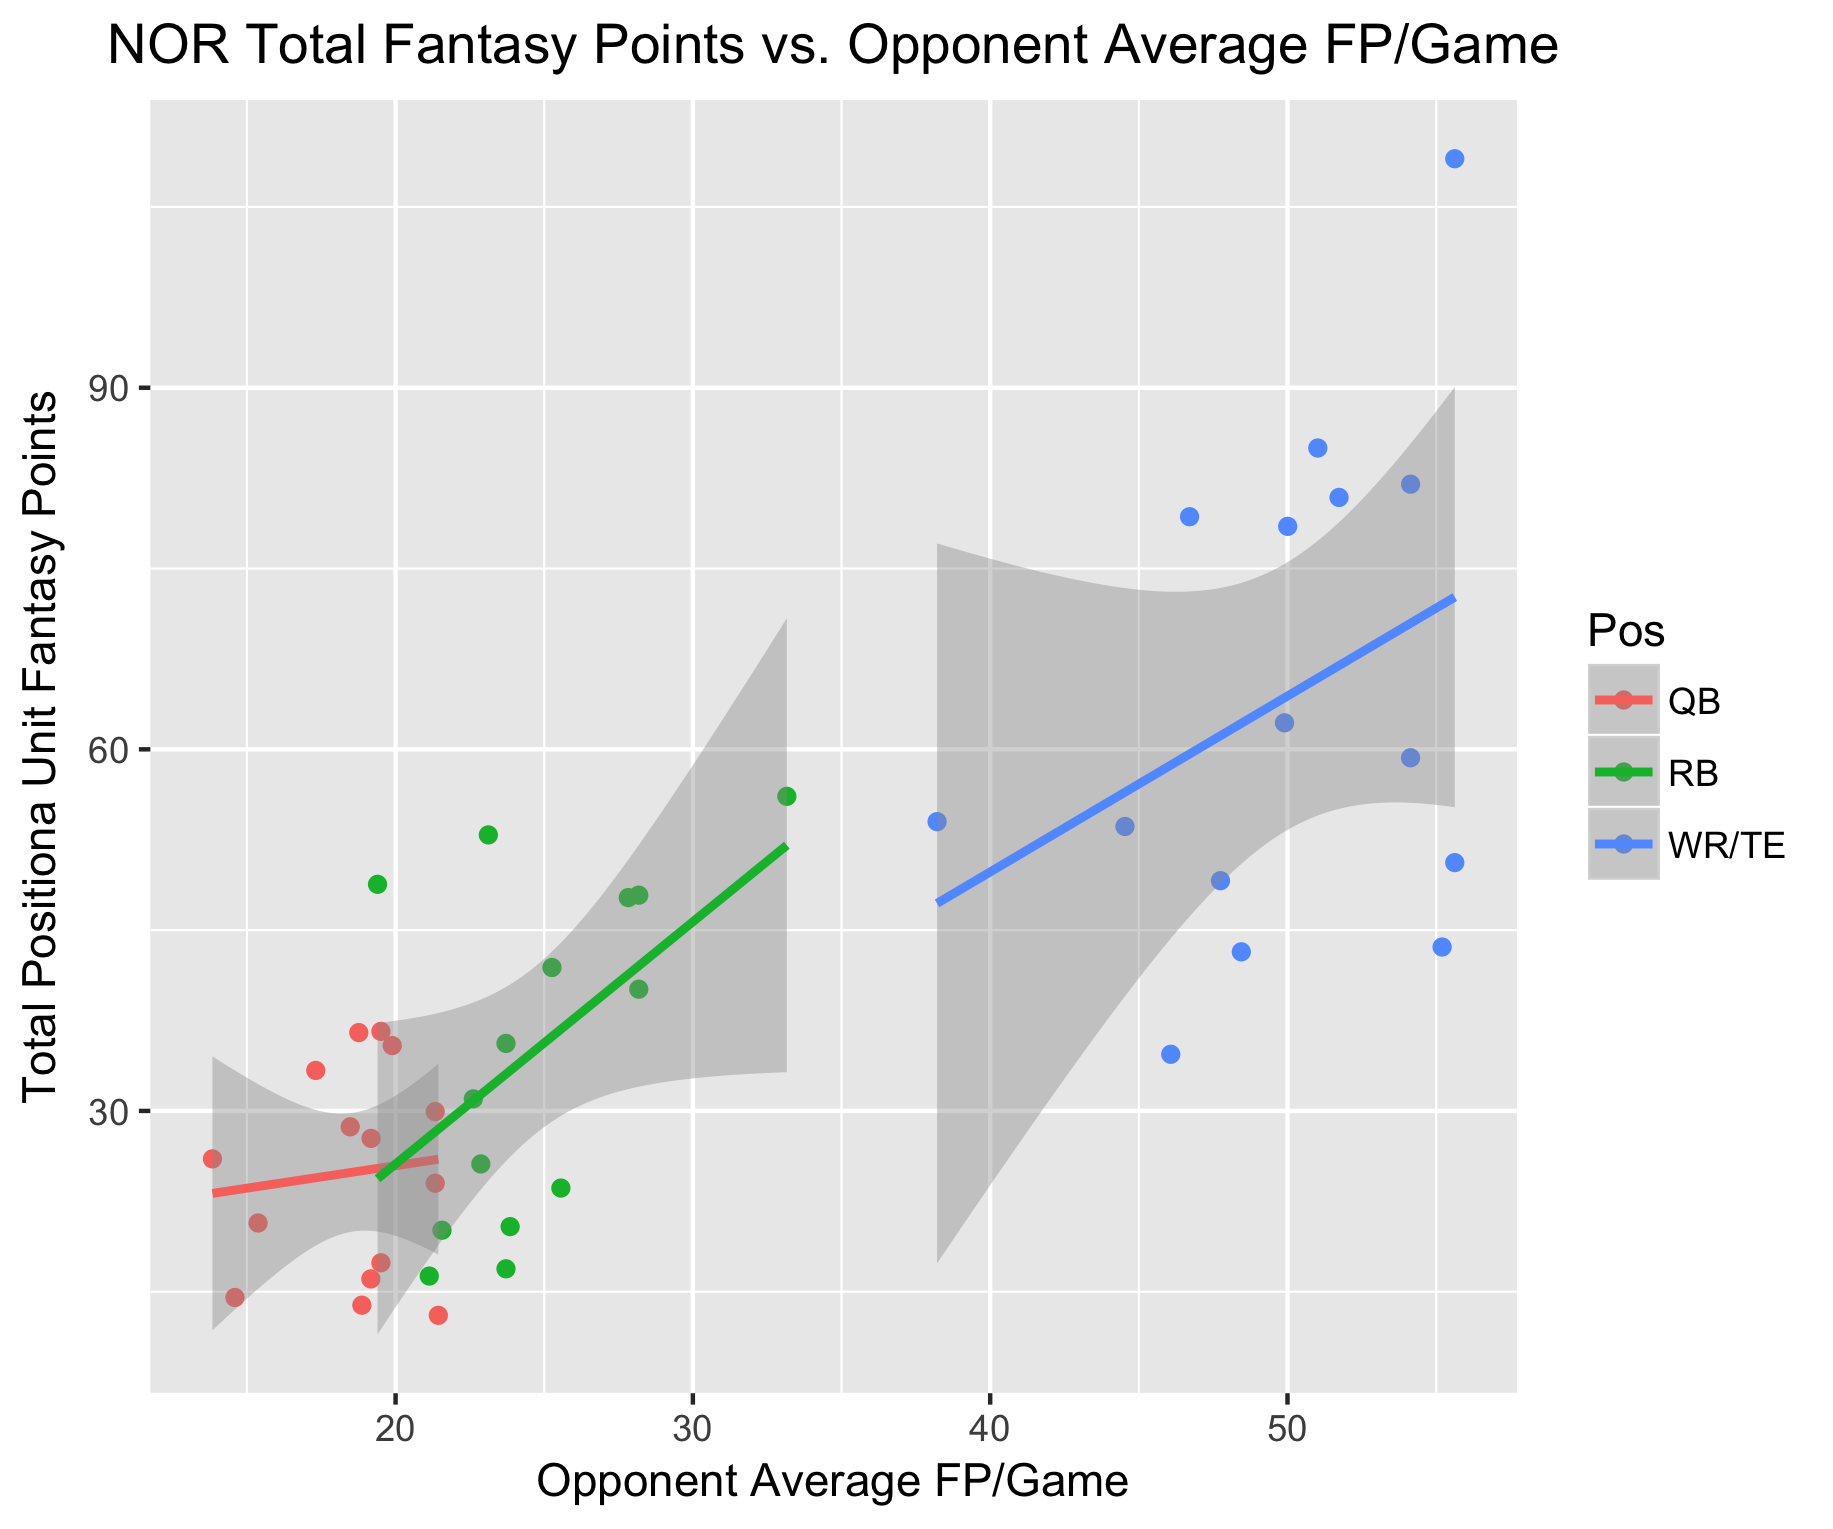 NOR Total Fantasy Points vs. Opponent Average FP/Game
Total Positiona Unit Fantasy Points
90
60
30
20
30
40
50
Opponent Average FP/Game
Pos
QB
RB
WR/TE